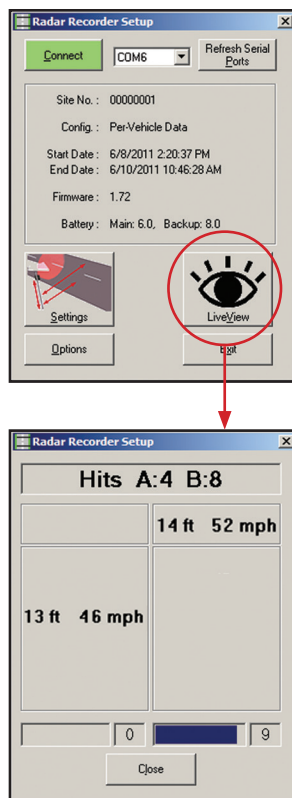 Radar Recorder Setup
Connect
COM6
Refresh Serial
Ports
Site No. : 00000001
Config. : Per-Vehicle Data
Start Date : 6/8/2011 2:20:37 PM
End Date : 6/10/2011 10:46:28 AM
Firmware : 1.72
Battery : Main: 6.0, Backup: 8.0
Settings
LiveView
Options
Exit
Radar Recorder Setup
Hits A:4 B:8
14 ft 52 mph
13 ft 46 mph
0
9
Close